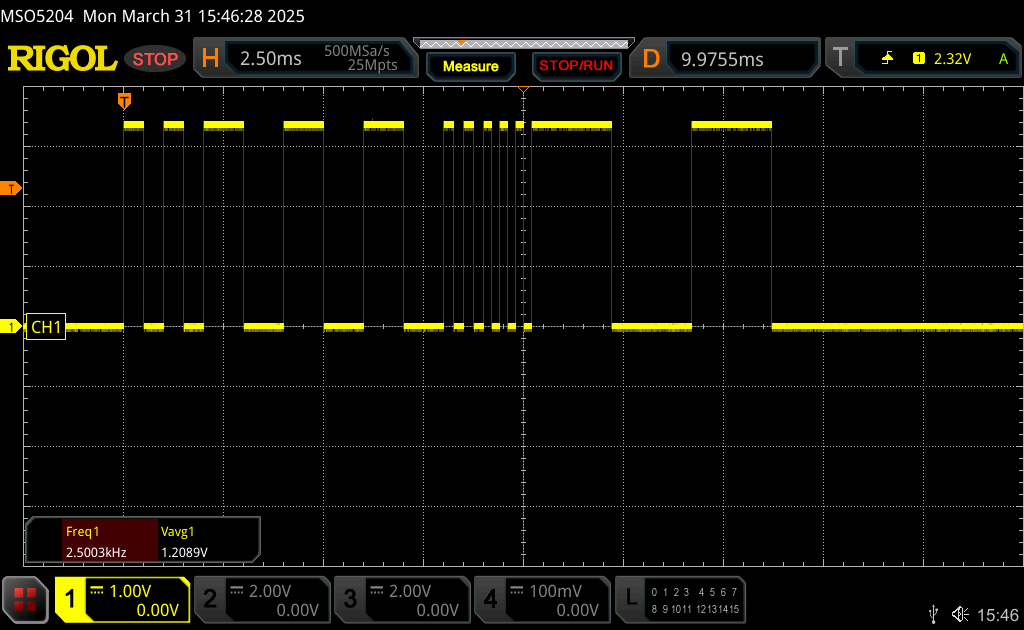 MSO5204 Mon March 31 15:46:28 2025
RIGOL STOP H 2.50ms 500MSa/s 25Mpts Measure STOP/RUN D 9.9755ms T 1 2.32V A
T
T
1 CH1
Freq1 Vavg1
2.5003kHz 1.2089V
1 1.00V 0.00V 2 2.00V 0.00V 3 2.00V 0.00V 4 100mV 0.00V L 0 1 2 3 4 5 6 7
8 9 10 11 12 13 14 15
15:46